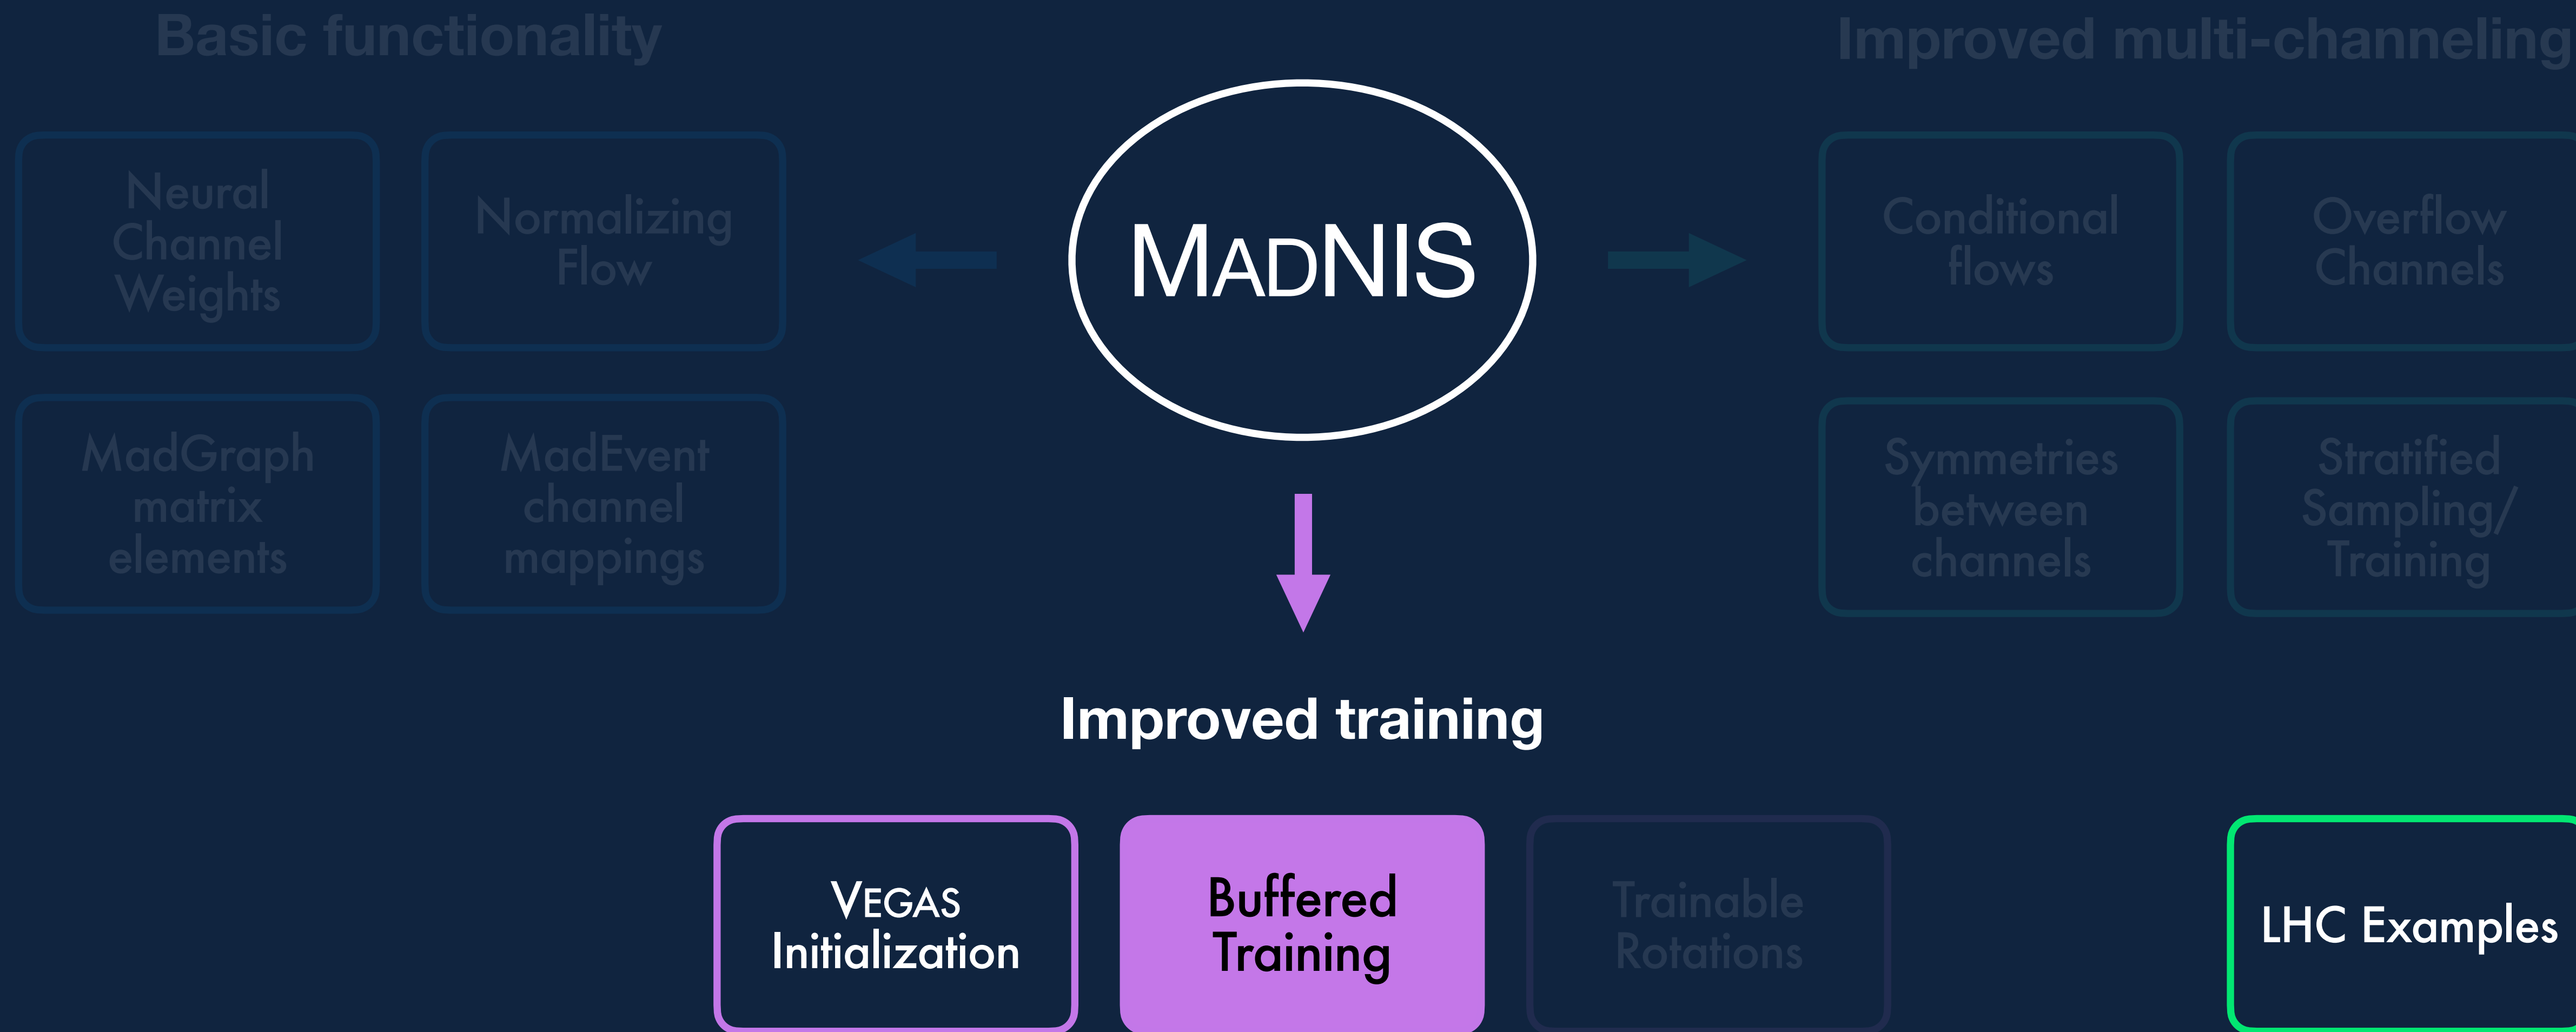 Basic functionality
Improved multi-channeling
Neural
Channel
Weights
Normalizing
Flow
MADNIS
Conditional
flows
Overflow
Channels
MadGraph
matrix
elements
MadEvent
channel
mappings
Symmetries
between
channels
Stratified
Sampling/
Training
Improved training
VEGAS
Initialization
Buffered
Training
Trainable
Rotations
LHC Examples